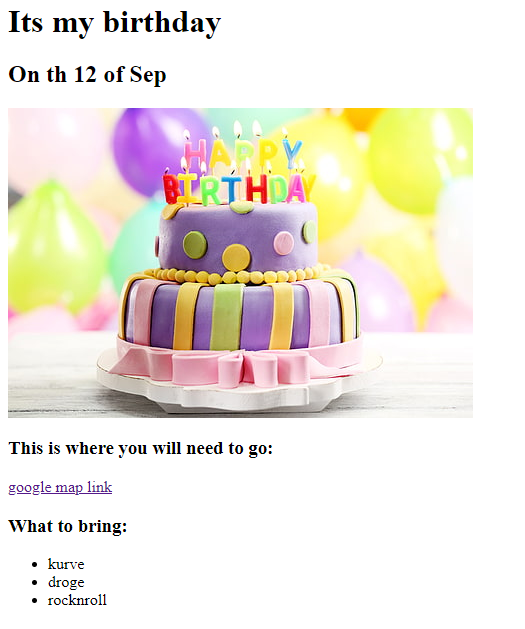 Its my birthday
On th 12 of Sep
HAPPY
BIRTHDAY
This is where you will need to go:
google map link
What to bring:
kurve
droge
rocknroll